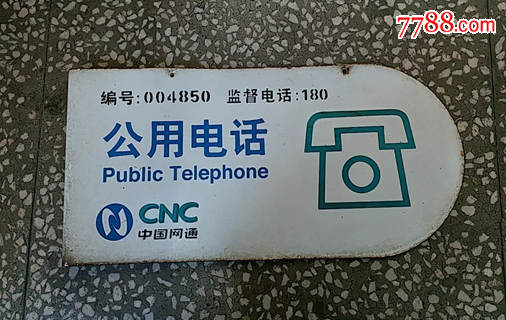 7788.com
编号:004850 监督电话:180
公用电话
Public Telephone
CNC
中国网通